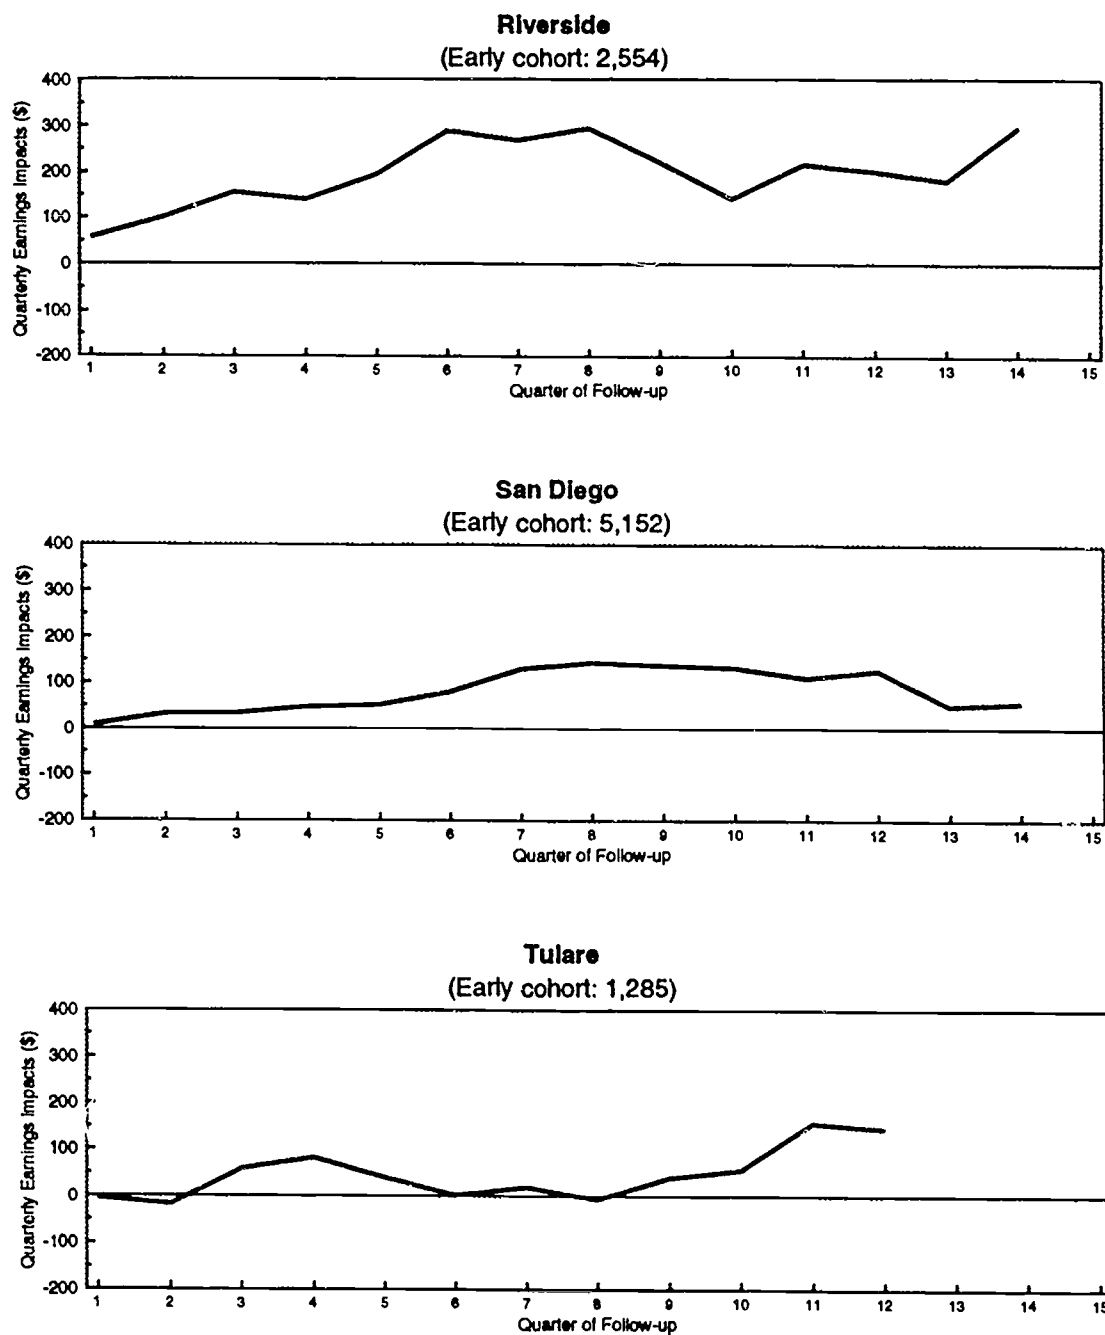 Riverside
(Early cohort: 2,554)
Quarterly Earnings Impacts ($)
400
300
200
100
0
-100
-200
1 2 3 4 5 6 7 8 9 10 11 12 13 14 15
Quarter of Follow-up
San Diego
(Early cohort: 5,152)
Quarterly Earnings Impacts ($)
400
300
200
100
0
-100
-200
1 2 3 4 5 6 7 8 9 10 11 12 13 14 15
Quarter of Follow-up
Tulare
(Early cohort: 1,285)
Quarterly Earnings Impacts ($)
400
300
200
100
0
-100
-200
1 2 3 4 5 6 7 8 9 10 11 12 13 14 15
Quarter of Follow-up